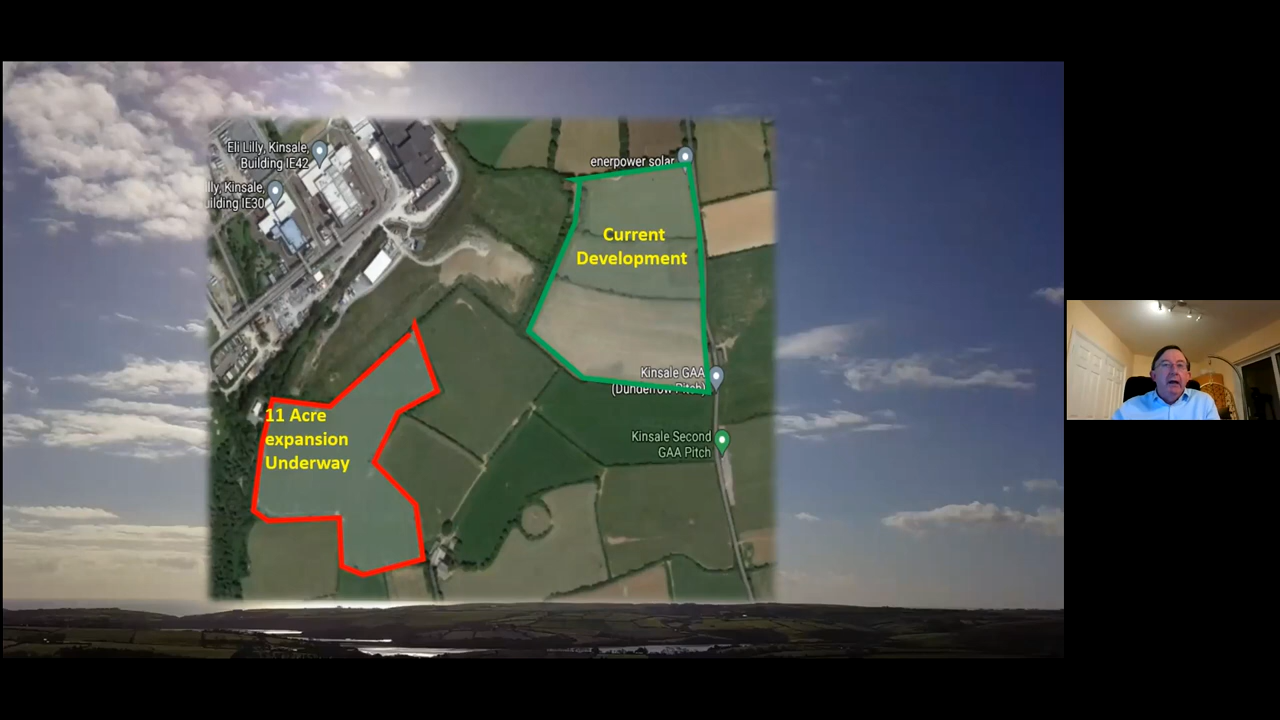 Eli Lilly, Kinsale,
Building IE42
lly, Kinsale,
uilding IE30
enerpower solar
Current
Development
Kinsale GAA
(Dunderrow Pitch)
11 Acre
expansion
Underway
Kinsale Second
GAA Pitch